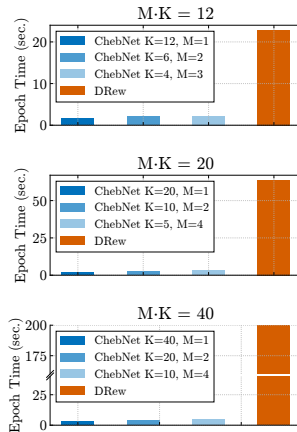 M·K = 12
Epoch Time (sec.)
20
10
0
ChebNet K=12, M=1
ChebNet K=6, M=2
ChebNet K=4, M=3
DRew
M·K = 20
Epoch Time (sec.)
50
25
0
ChebNet K=20, M=1
ChebNet K=10, M=2
ChebNet K=5, M=4
DRew
M·K = 40
Epoch Time (sec.)
200
175
25
0
ChebNet K=40, M=1
ChebNet K=20, M=2
ChebNet K=10, M=4
DRew